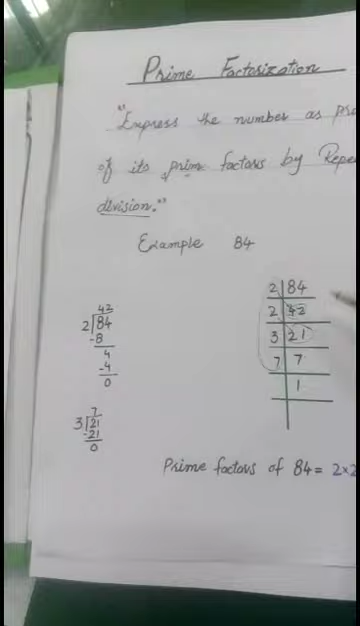 Prime Factorization
"Express the number as
of its prime factors by
division."
Example 84
42
2 84
-8
4
-4
0
7
3 21
-21
0
2 84
2 42
3 21
7 7
1
Prime factors of 84 = 2×2